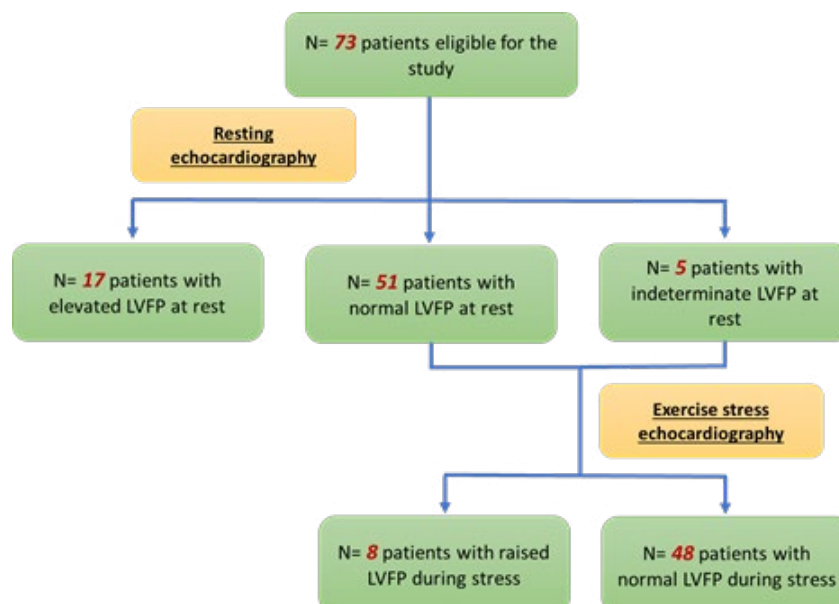 N= 73 patients eligible for the
study
Resting
echocardiography
N= 17 patients with
elevated LVFP at rest
N= 51 patients with
normal LVFP at rest
N= 5 patients with
indeterminate LVFP at
rest
Exercise stress
echocardiography
N= 8 patients with raised
LVFP during stress
N= 48 patients with
normal LVFP during stress